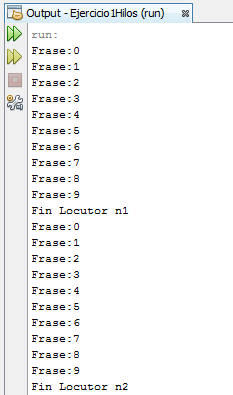 Output - Ejercicio1Hilos (run)
run:
Frase:0
Frase:1
Frase:2
Frase:3
Frase:4
Frase:5
Frase:6
Frase:7
Frase:8
Frase:9
Fin Locutor n1
Frase:0
Frase:1
Frase:2
Frase:3
Frase:4
Frase:5
Frase:6
Frase:7
Frase:8
Frase:9
Fin Locutor n2